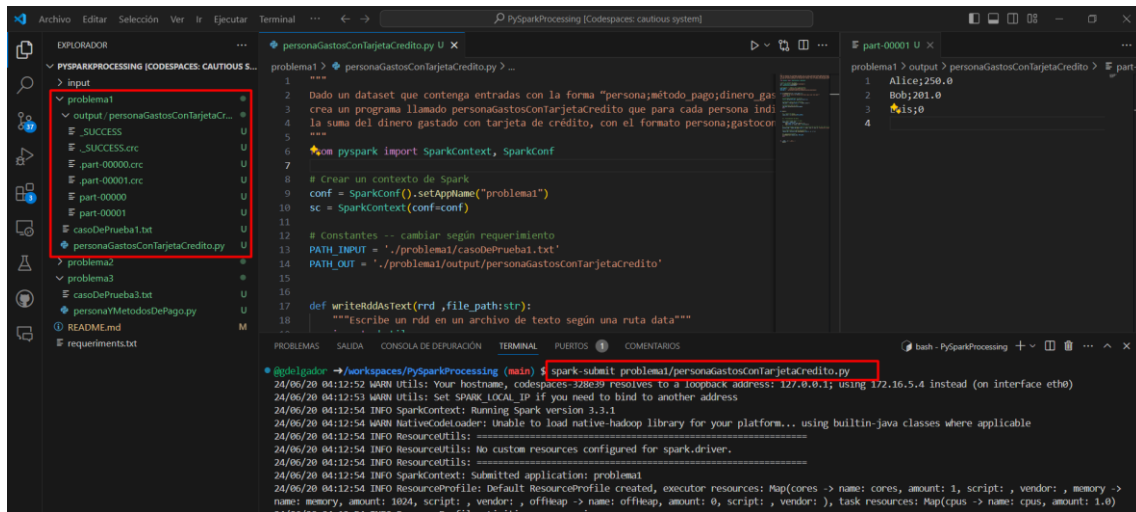 Archivo Editar Selección Ver Ir Ejecutar Terminal ··· ← → PySparkProcessing [Codespaces: cautious system]
EXPLORADOR ···
PYSPARKPROCESSING [CODESPACES: CAUTIOUS S...
> input
problema1
output / personaGastosConTarjetaCr...
_SUCCESS U
._SUCCESS.crc U
.part-00000.crc U
.part-00001.crc U
part-00000 U
part-00001 U
casoDePrueba1.txt U
personaGastosConTarjetaCredito.py U
> problema2
problema3
casoDePrueba3.txt U
personaYMetodosDePago.py U
README.md M
requeriments.txt
37
3
personaGastosConTarjetaCredito.py U ×
problema1 > personaGastosConTarjetaCredito.py > ...
1 """
2 Dado un dataset que contenga entradas con la forma "persona;método_pago;dinero_gas
3 crea un programa llamado personaGastosConTarjetaCredito que para cada persona indi
4 la suma del dinero gastado con tarjeta de crédito, con el formato persona;gastocor
5 """
6 om pyspark import SparkContext, SparkConf
7
8 # Crear un contexto de Spark
9 conf = SparkConf().setAppName("problema1")
10 sc = SparkContext(conf=conf)
11
12 # Constantes -- cambiar según requerimiento
13 PATH_INPUT = './problema1/casoDePrueba1.txt'
14 PATH_OUT = './problema1/output/personaGastosConTarjetaCredito'
15
16
17 def writeRddAsText(rrd ,file_path:str):
18 """Escribe un rdd en un archivo de texto según una ruta data"""
part-00001 U ×
problema1 > output > personaGastosConTarjetaCredito > part-
1 Alice;250.0
2 Bob;201.0
3 is;0
4
PROBLEMAS SALIDA CONSOLA DE DEPURACIÓN TERMINAL PUERTOS 1 COMENTARIOS bash - PySparkProcessing
@gdelgador →/workspaces/PySparkProcessing (main) $ spark-submit problema1/personaGastosConTarjetaCredito.py
24/06/20 04:12:52 WARN Utils: Your hostname, codespaces-328e39 resolves to a loopback address: 127.0.0.1; using 172.16.5.4 instead (on interface eth0)
24/06/20 04:12:53 WARN Utils: Set SPARK_LOCAL_IP if you need to bind to another address
24/06/20 04:12:54 INFO SparkContext: Running Spark version 3.3.1
24/06/20 04:12:54 WARN NativeCodeLoader: Unable to load native-hadoop library for your platform... using builtin-java classes where applicable
24/06/20 04:12:54 INFO ResourceUtils: ==============================================================
24/06/20 04:12:54 INFO ResourceUtils: No custom resources configured for spark.driver.
24/06/20 04:12:54 INFO ResourceUtils: ==============================================================
24/06/20 04:12:54 INFO SparkContext: Submitted application: problema1
24/06/20 04:12:54 INFO ResourceProfile: Default ResourceProfile created, executor resources: Map(cores -> name: cores, amount: 1, script: , vendor: , memory ->
name: memory, amount: 1024, script: , vendor: , offHeap -> name: offHeap, amount: 0, script: , vendor: ), task resources: Map(cpus -> name: cpus, amount: 1.0)